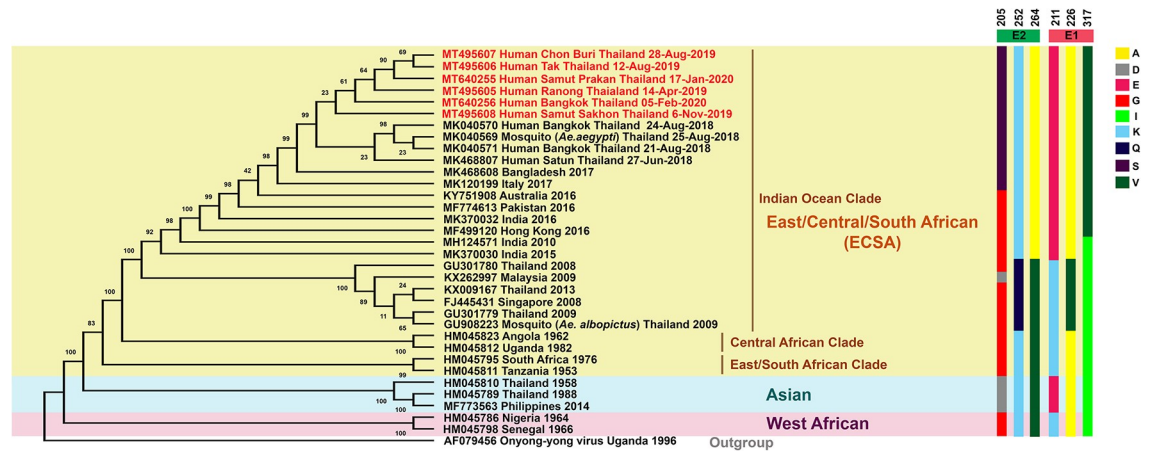 205 252 264 211 226 317
E2 E1
MT495607 Human Chon Buri Thailand 28-Aug-2019
MT495606 Human Tak Thailand 12-Aug-2019
MT640255 Human Samut Prakan Thailand 17-Jan-2020
MT495605 Human Ranong Thaialand 14-Apr-2019
MT640256 Human Bangkok Thailand 05-Feb-2020
MT495608 Human Samut Sakhon Thailand 6-Nov-2019
MK040570 Human Bangkok Thailand 24-Aug-2018
MK040569 Mosquito (Ae.aegypti) Thailand 25-Aug-2018
MK040571 Human Bangkok Thailand 21-Aug-2018
MK468807 Human Satun Thailand 27-Jun-2018
MK468608 Bangladesh 2017
MK120199 Italy 2017
KY751908 Australia 2016
MF774613 Pakistan 2016
MK370032 India 2016
MF499120 Hong Kong 2016
MH124571 India 2010
MK370030 India 2015
GU301780 Thailand 2008
KX262997 Malaysia 2009
KX009167 Thailand 2013
FJ445431 Singapore 2008
GU301779 Thailand 2009
GU908223 Mosquito (Ae. albopictus) Thailand 2009
HM045823 Angola 1962
HM045812 Uganda 1982
HM045795 South Africa 1976
HM045811 Tanzania 1953
HM045810 Thailand 1958
HM045789 Thailand 1988
MF773563 Philippines 2014
HM045786 Nigeria 1964
HM045798 Senegal 1966
AF079456 Onyong-yong virus Uganda 1996
69
90
64
61
23
99
98
23
23
99
98
42
98
99
100
98
92
100
100
24
89
11
65
100
83
100
100
100
99
100
100
100
Indian Ocean Clade
East/Central/South African
(ECSA)
Central African Clade
East/South African Clade
Asian
West African
Outgroup
A
D
E
G
I
K
Q
S
V